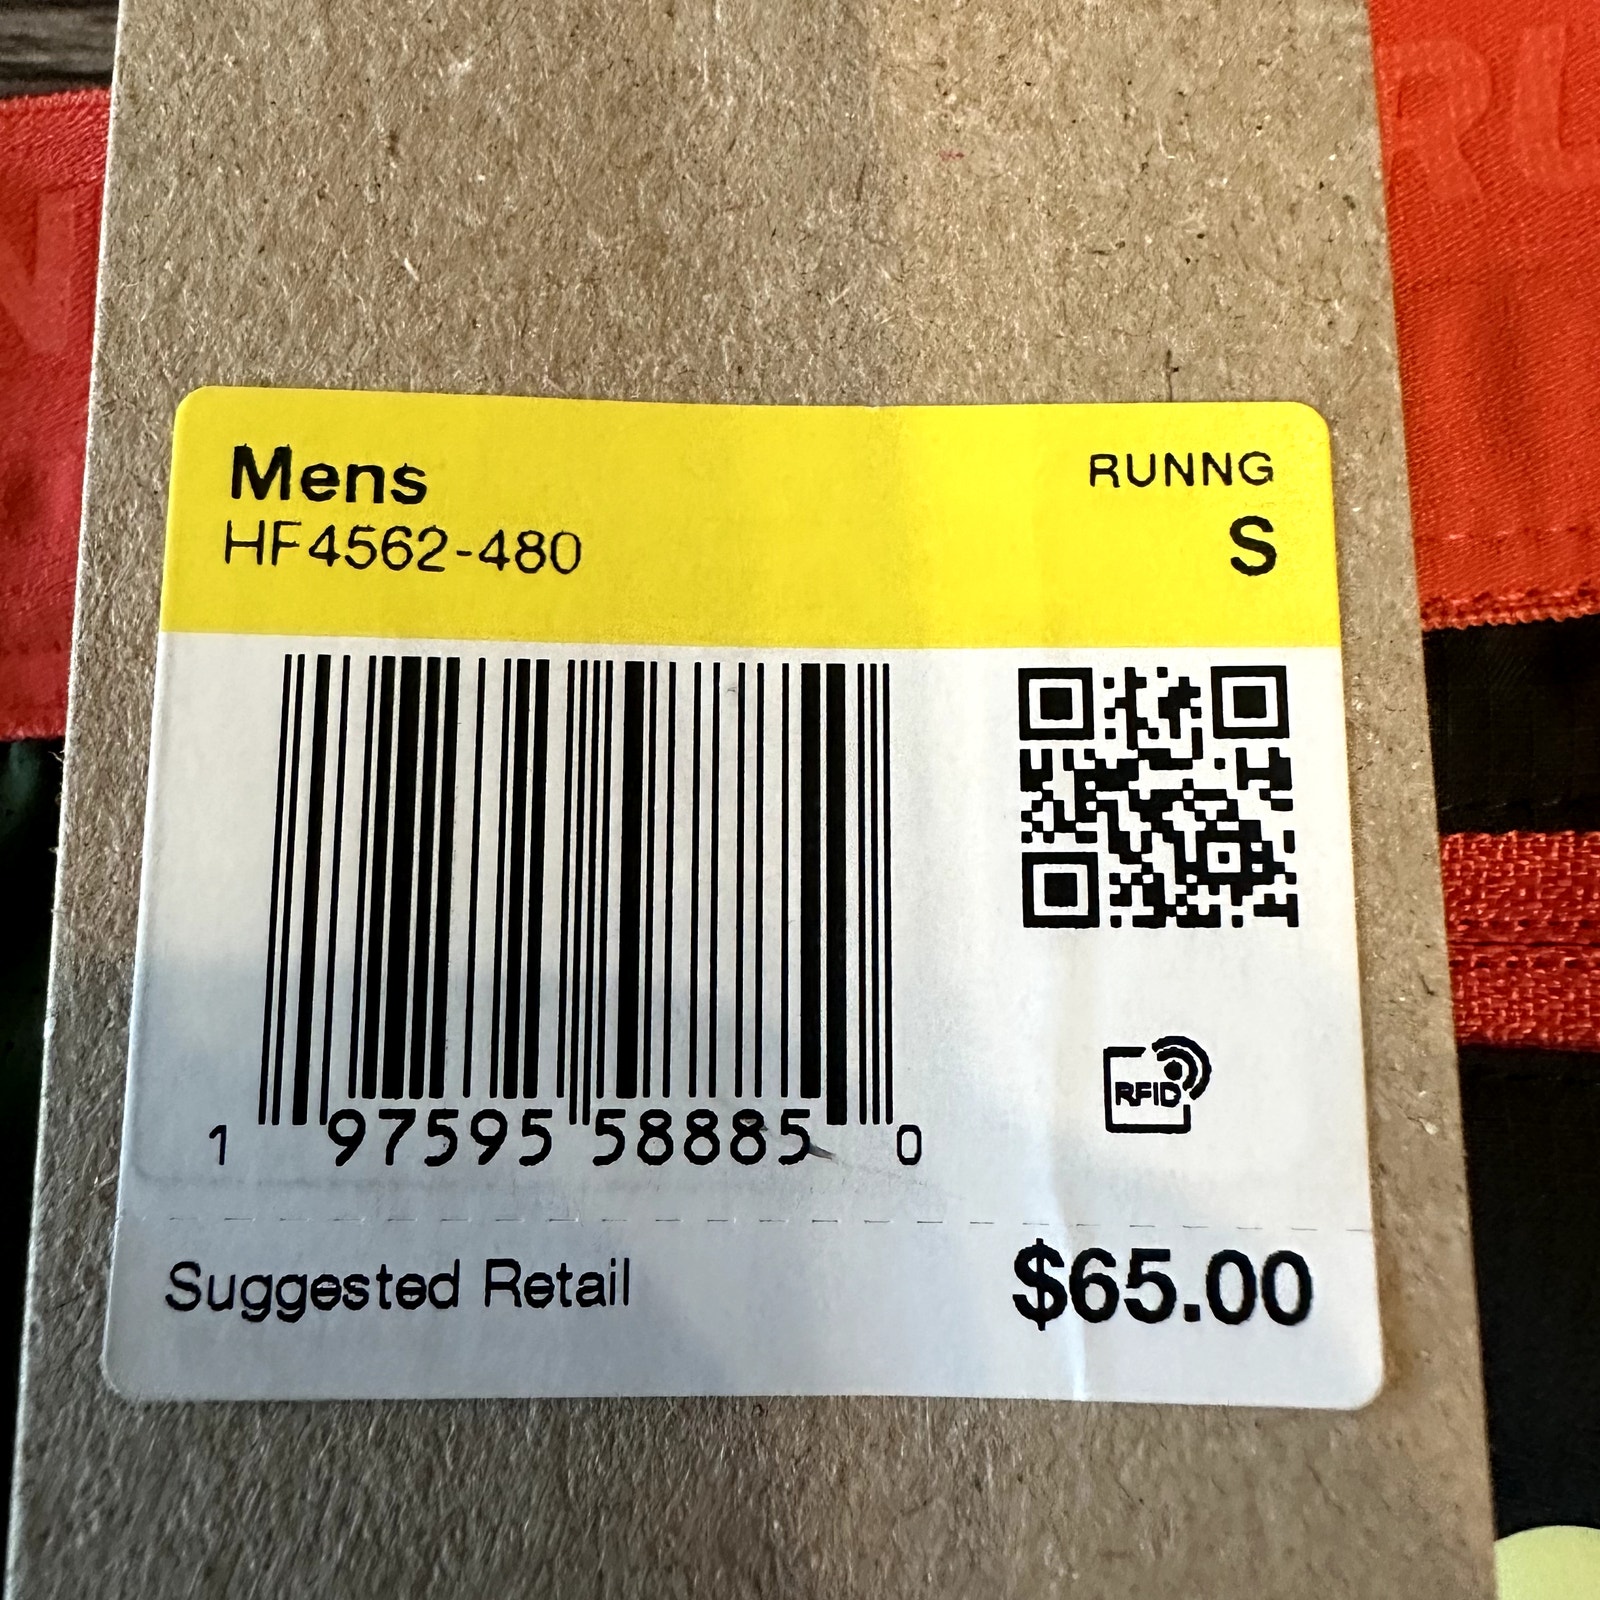 Mens
RUNNG
HF4562-480
S
RFID
1 97595 58885 0
Suggested Retail
$65.00